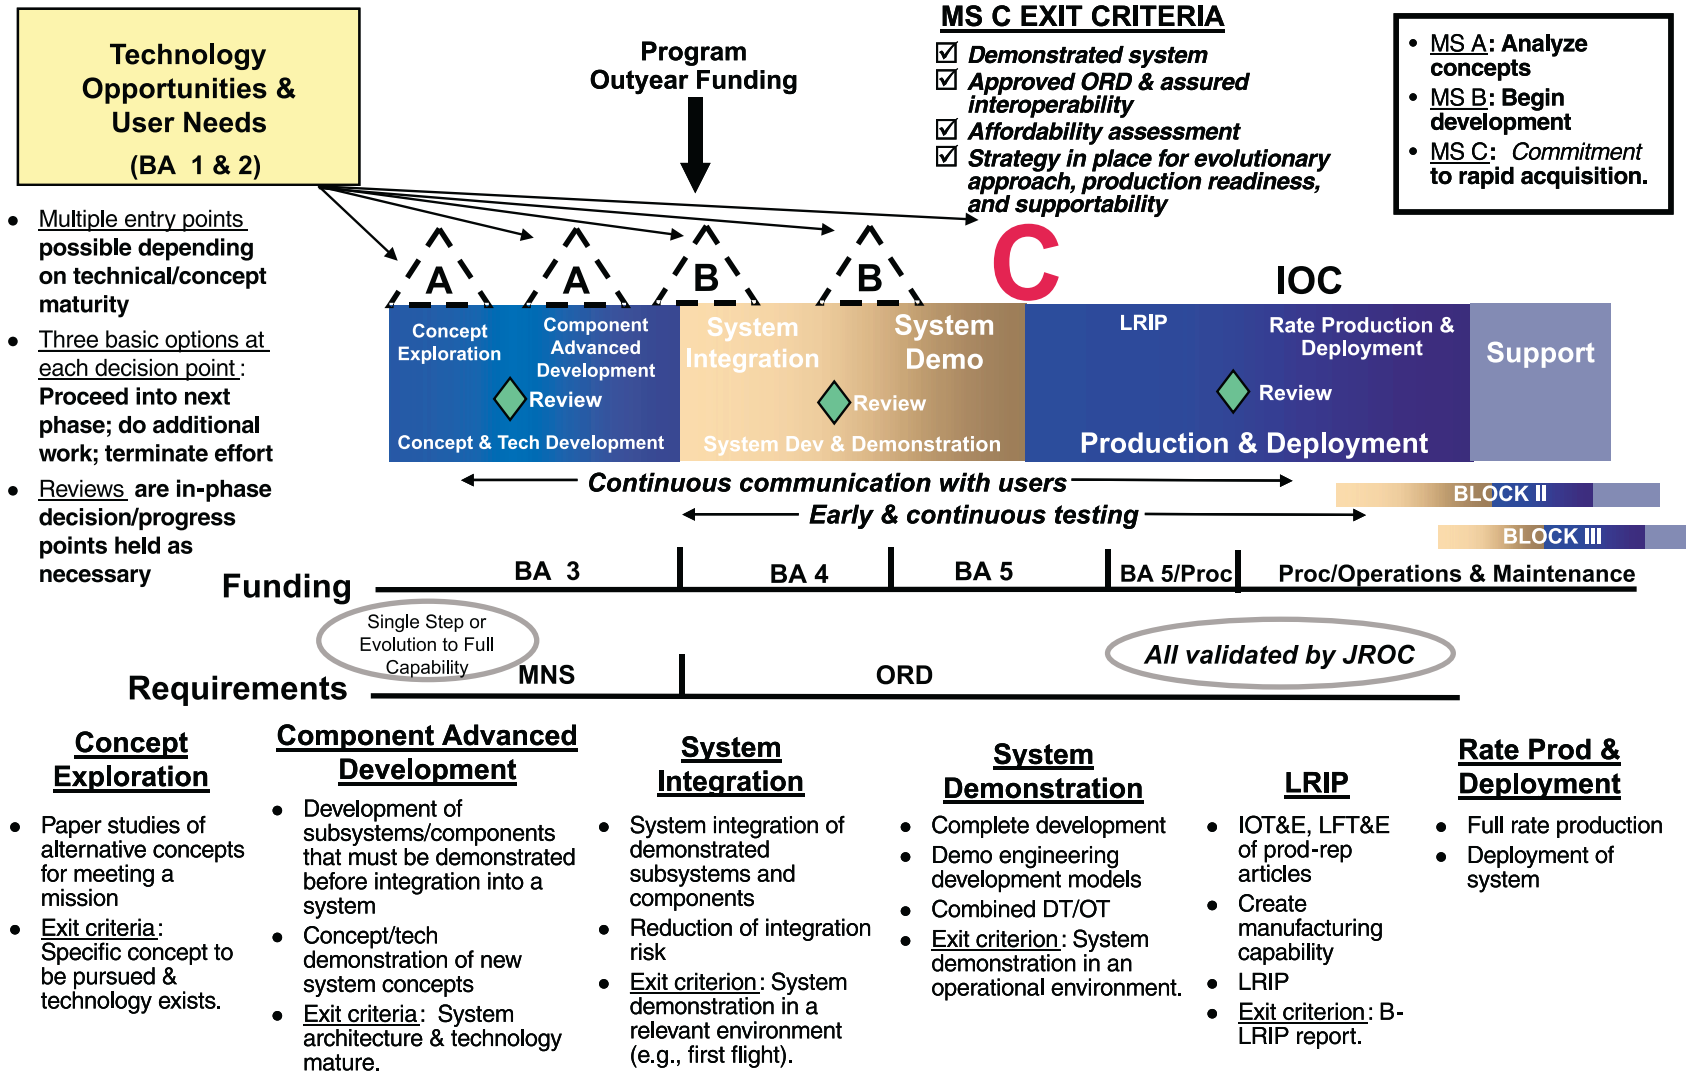 Technology
Opportunities &
User Needs
(BA 1 & 2)
Program
Outyear Funding
MS C EXIT CRITERIA
Demonstrated system
Approved ORD & assured
interoperability
Affordability assessment
Strategy in place for evolutionary
approach, production readiness,
and supportability
• MS A: Analyze
concepts
• MS B: Begin
development
• MS C: Commitment
to rapid acquisition.
• Multiple entry points
possible depending
on technical/concept
maturity
• Three basic options at
each decision point:
Proceed into next
phase; do additional
work; terminate effort
• Reviews are in-phase
decision/progress
points held as
necessary
A
A
B
B
C
IOC
Concept
Exploration
Component
Advanced
Development
Review
Concept & Tech Development
System
Integration
System
Demo
Review
System Dev & Demonstration
LRIP
Rate Production &
Deployment
Review
Production & Deployment
Support
Continuous communication with users
Early & continuous testing
BLOCK II
BLOCK III
Funding
BA 3
BA 4
BA 5
BA 5/Proc
Proc/Operations & Maintenance
Single Step or
Evolution to Full
Capability
All validated by JROC
Requirements
MNS
ORD
Concept
Exploration
• Paper studies of
alternative concepts
for meeting a
mission
• Exit criteria:
Specific concept to
be pursued &
technology exists.
Component Advanced
Development
• Development of
subsystems/components
that must be demonstrated
before integration into a
system
• Concept/tech
demonstration of new
system concepts
• Exit criteria: System
architecture & technology
mature.
System
Integration
• System integration of
demonstrated
subsystems and
components
• Reduction of integration
risk
• Exit criterion: System
demonstration in a
relevant environment
(e.g., first flight).
System
Demonstration
• Complete development
• Demo engineering
development models
• Combined DT/OT
• Exit criterion: System
demonstration in an
operational environment.
LRIP
• IOT&E, LFT&E
of prod-rep
articles
• Create
manufacturing
capability
• LRIP
• Exit criterion: B-
LRIP report.
Rate Prod &
Deployment
• Full rate production
• Deployment of
system